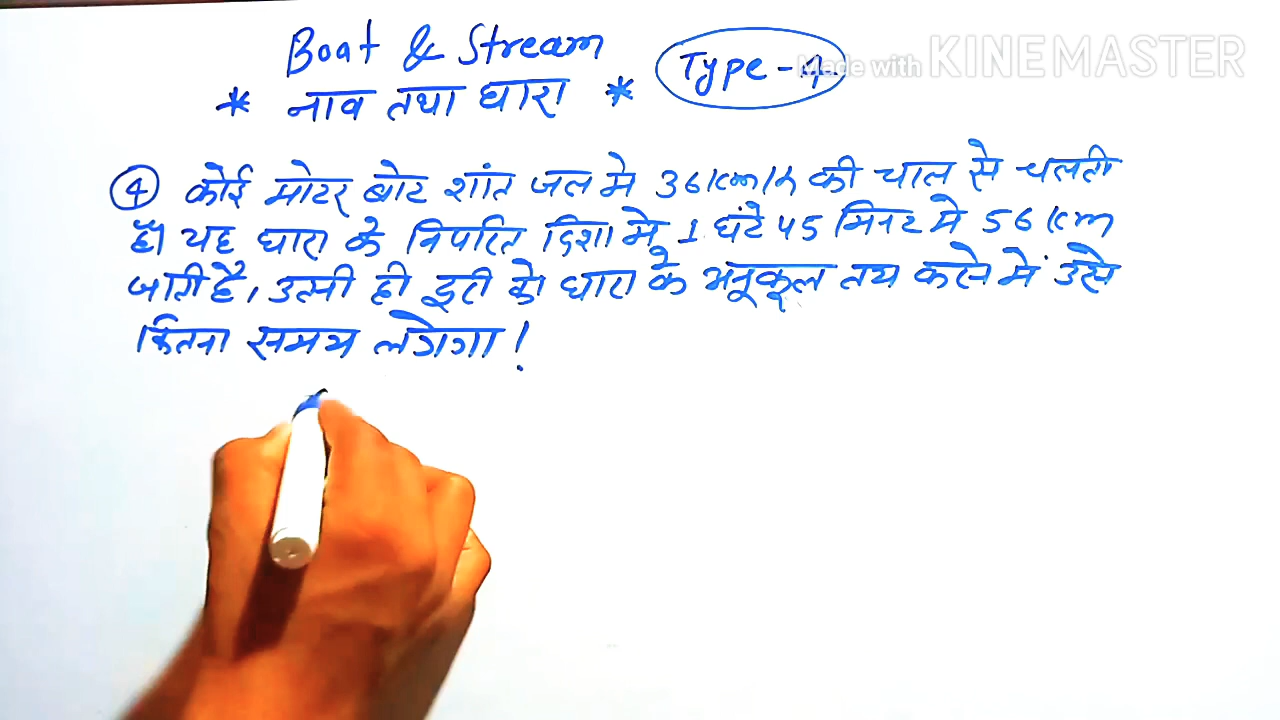 Boat & Stream
Type-4
Made with KINEMASTER
* नाव तथा धारा *
④ कोई मोटर बोट शांत जल मे 36km/h की चाल से चलती
है। यह धारा के विपरित दिशा मे 1 घंटे 45 मिनट मे 56 km
जाती है, उतनी ही दुरी को धारा के अनुकूल तय करने में उसे
कितना समय लगेगा!